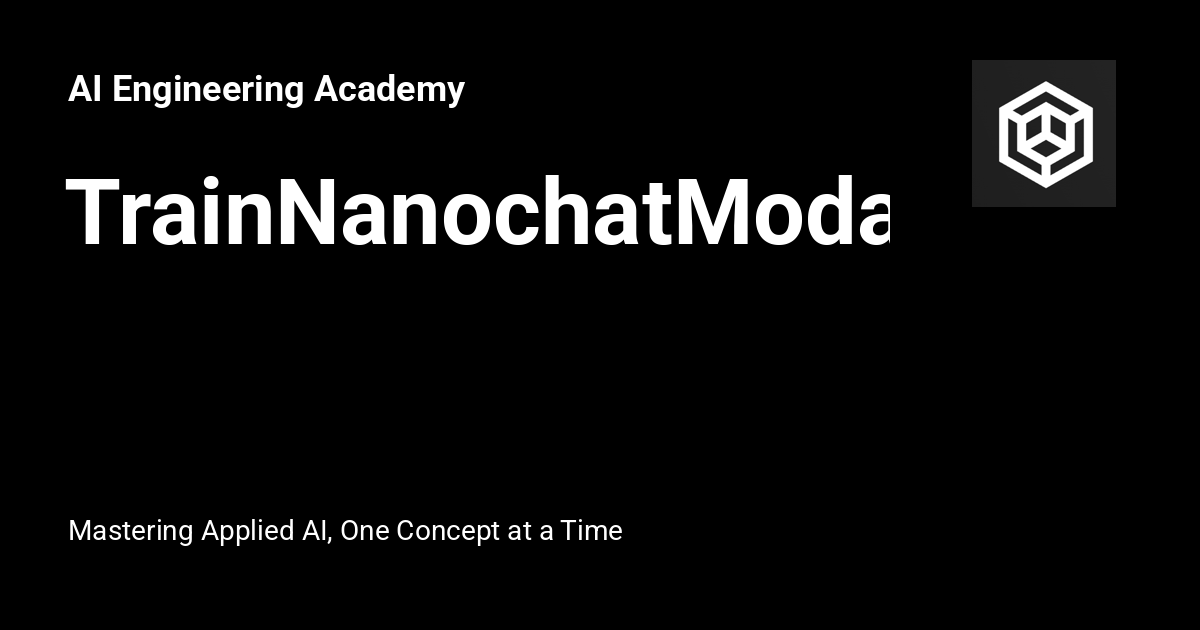 AI Engineering Academy
TrainNanochatModa
Mastering Applied AI, One Concept at a Time